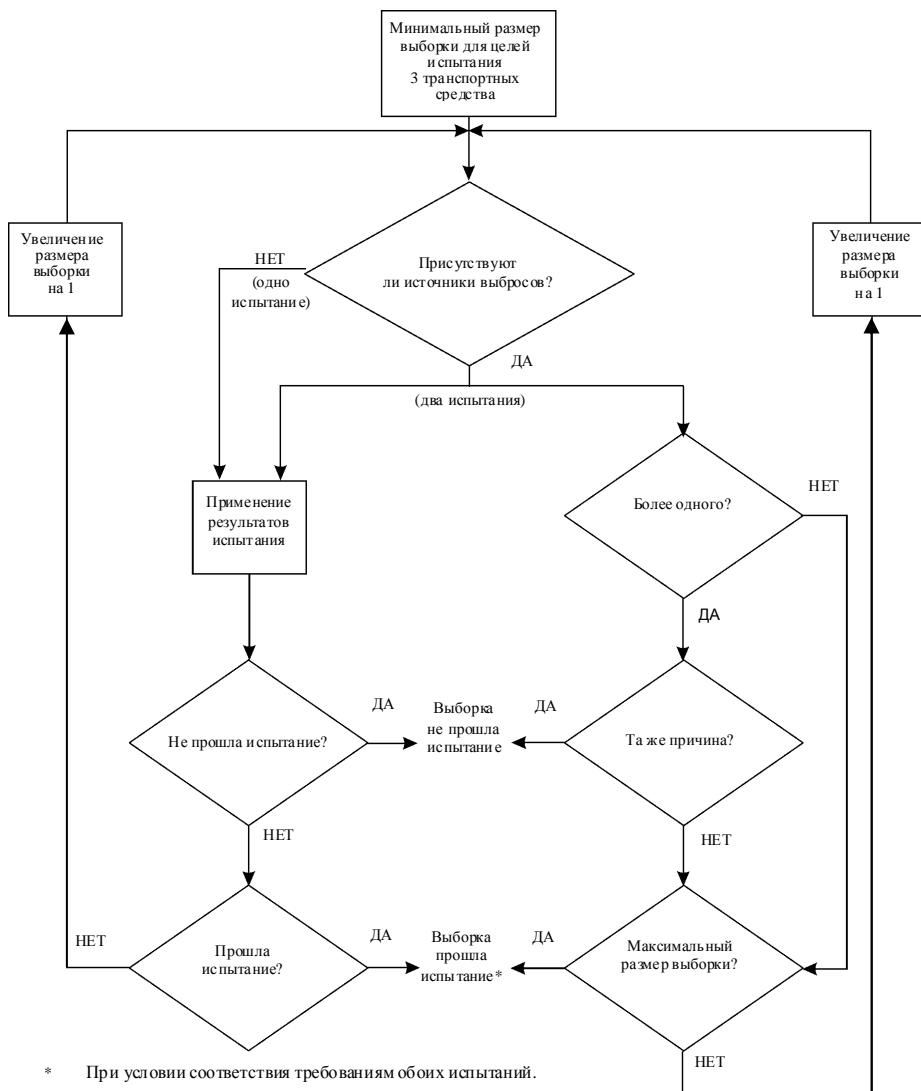 Минимальный размер
выборки для целей
испытания
3 транспортных
средства
Увеличение
размера
выборки
на 1
Увеличение
размера
выборки
на 1
НЕТ
(одно
испытание)
Присутствуют
ли источники выбросов?
ДА
(два испытания)
Применение
результатов
испытания
Более одного?
НЕТ
ДА
Не прошла испытание?
ДА
Выборка
не прошла
испытание
ДА
Та же причина?
НЕТ
НЕТ
НЕТ
Прошла
испытание?
ДА
Выборка
прошла
испытание*
ДА
Максимальный
размер выборки?
НЕТ
* При условии соответствия требованиям обоих испытаний.